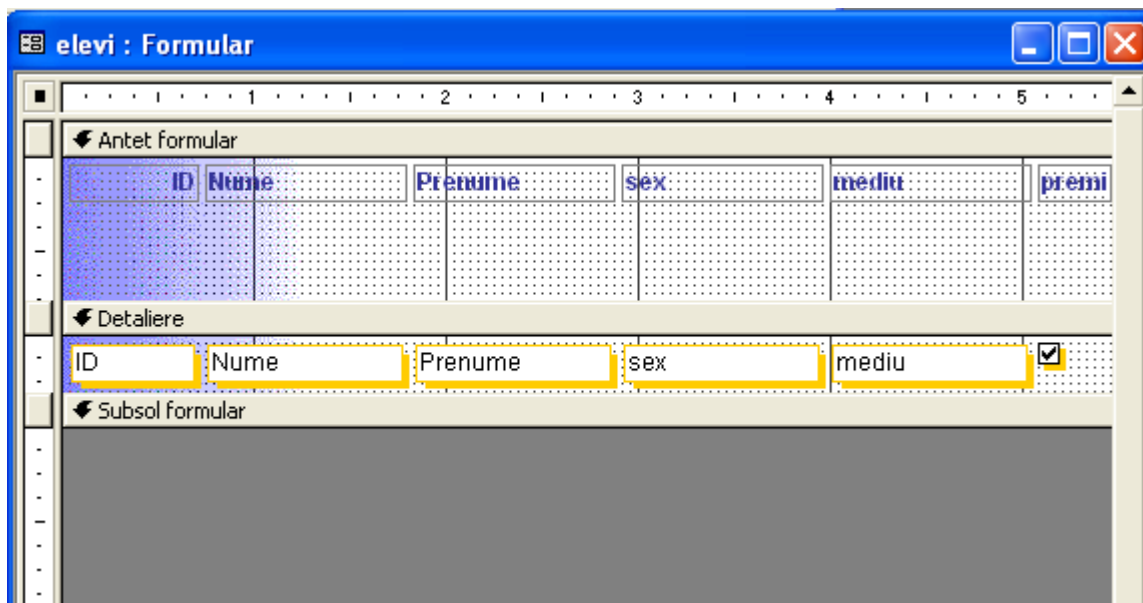 elevi : Formular
1 2 3 4 5
Antet formular
ID Nume Prenume sex mediu premi
Detaliere
ID Nume Prenume sex mediu
Subsol formular